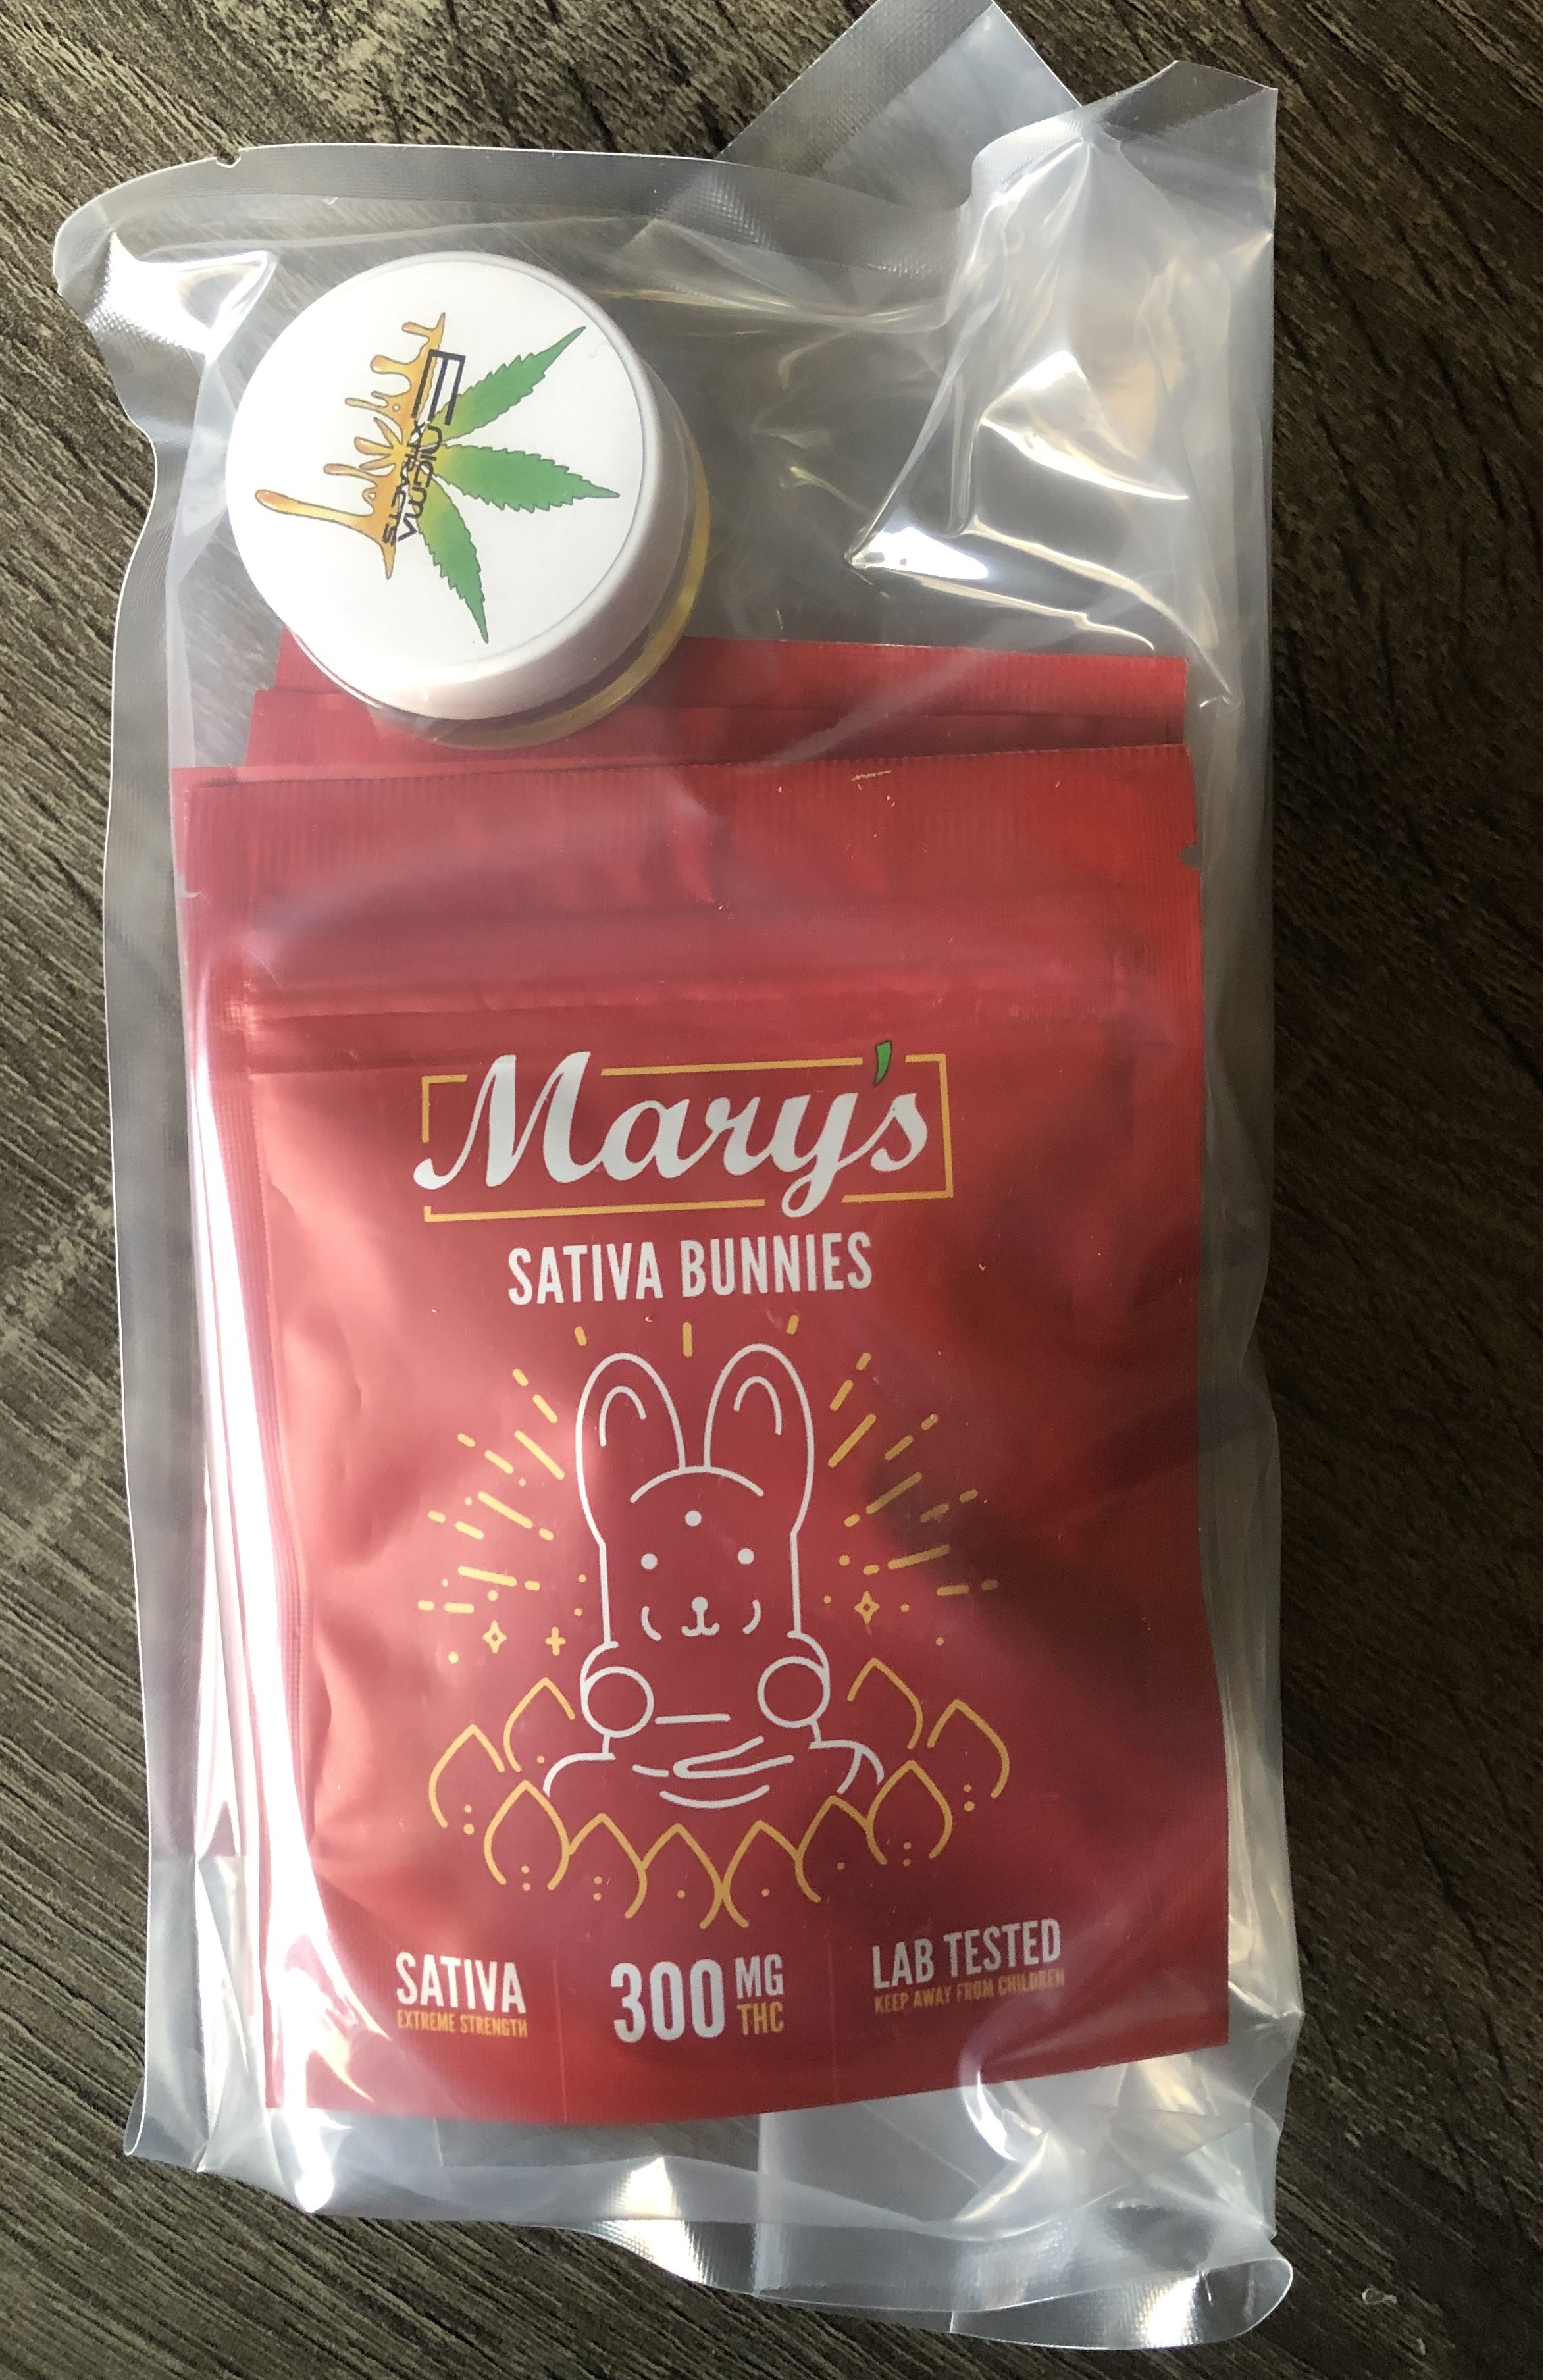 Mary's
SATIVA BUNNIES
SATIVA
EXTREME STRENGTH
300 MG
THC
LAB TESTED
KEEP AWAY FROM CHILDREN